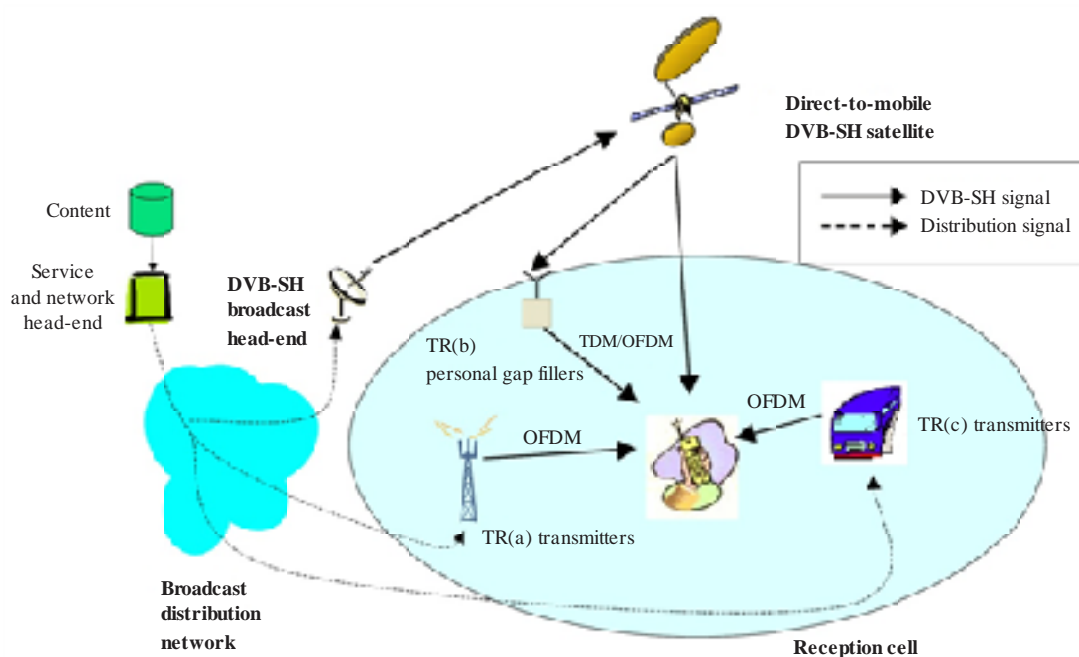 Direct-to-mobile
DVB-SH satellite
DVB-SH signal
Distribution signal
Content
Service
and network
head-end
DVB-SH
broadcast
head-end
TR(b)
personal gap fillers
TDM/OFDM
OFDM
TR(c) transmitters
OFDM
TR(a) transmitters
Broadcast
distribution
network
Reception cell